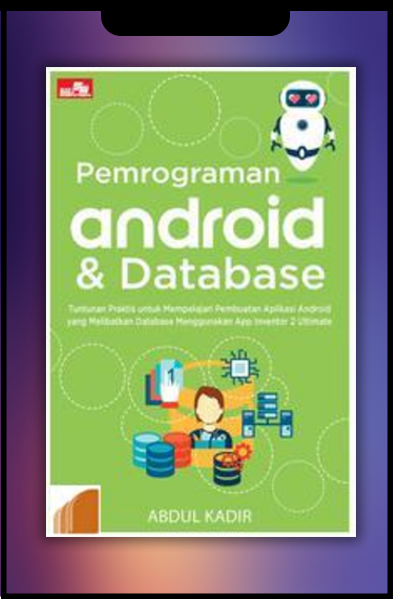 Pemrograman
android
& Database
Tuntunan Praktis untuk Mempelajari Pembuatan Aplikasi Android
yang Melibatkan Database Menggunakan App Inventor 2 Ultimate
1
ABDUL KADIR